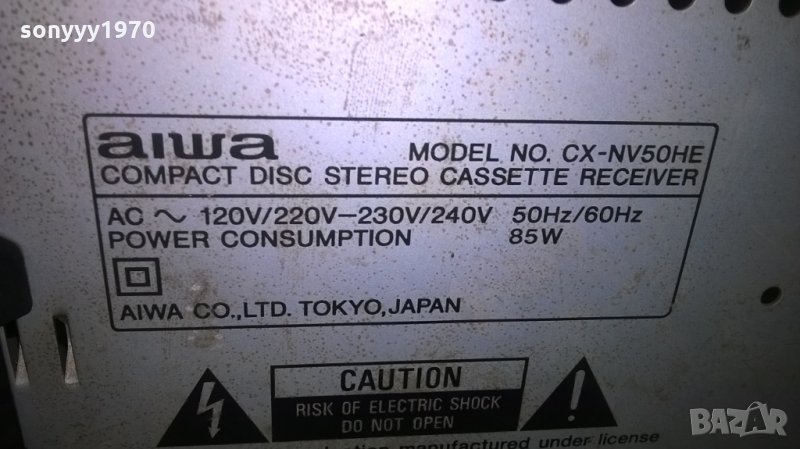 sonyyy1970
aiwa MODEL NO. CX-NV50HE
COMPACT DISC STEREO CASSETTE RECEIVER
AC ～ 120V/220V–230V/240V 50Hz/60Hz
POWER CONSUMPTION 85W
AIWA CO.,LTD. TOKYO,JAPAN
CAUTION
RISK OF ELECTRIC SHOCK
DO NOT OPEN
manufactured under license
BAZAR